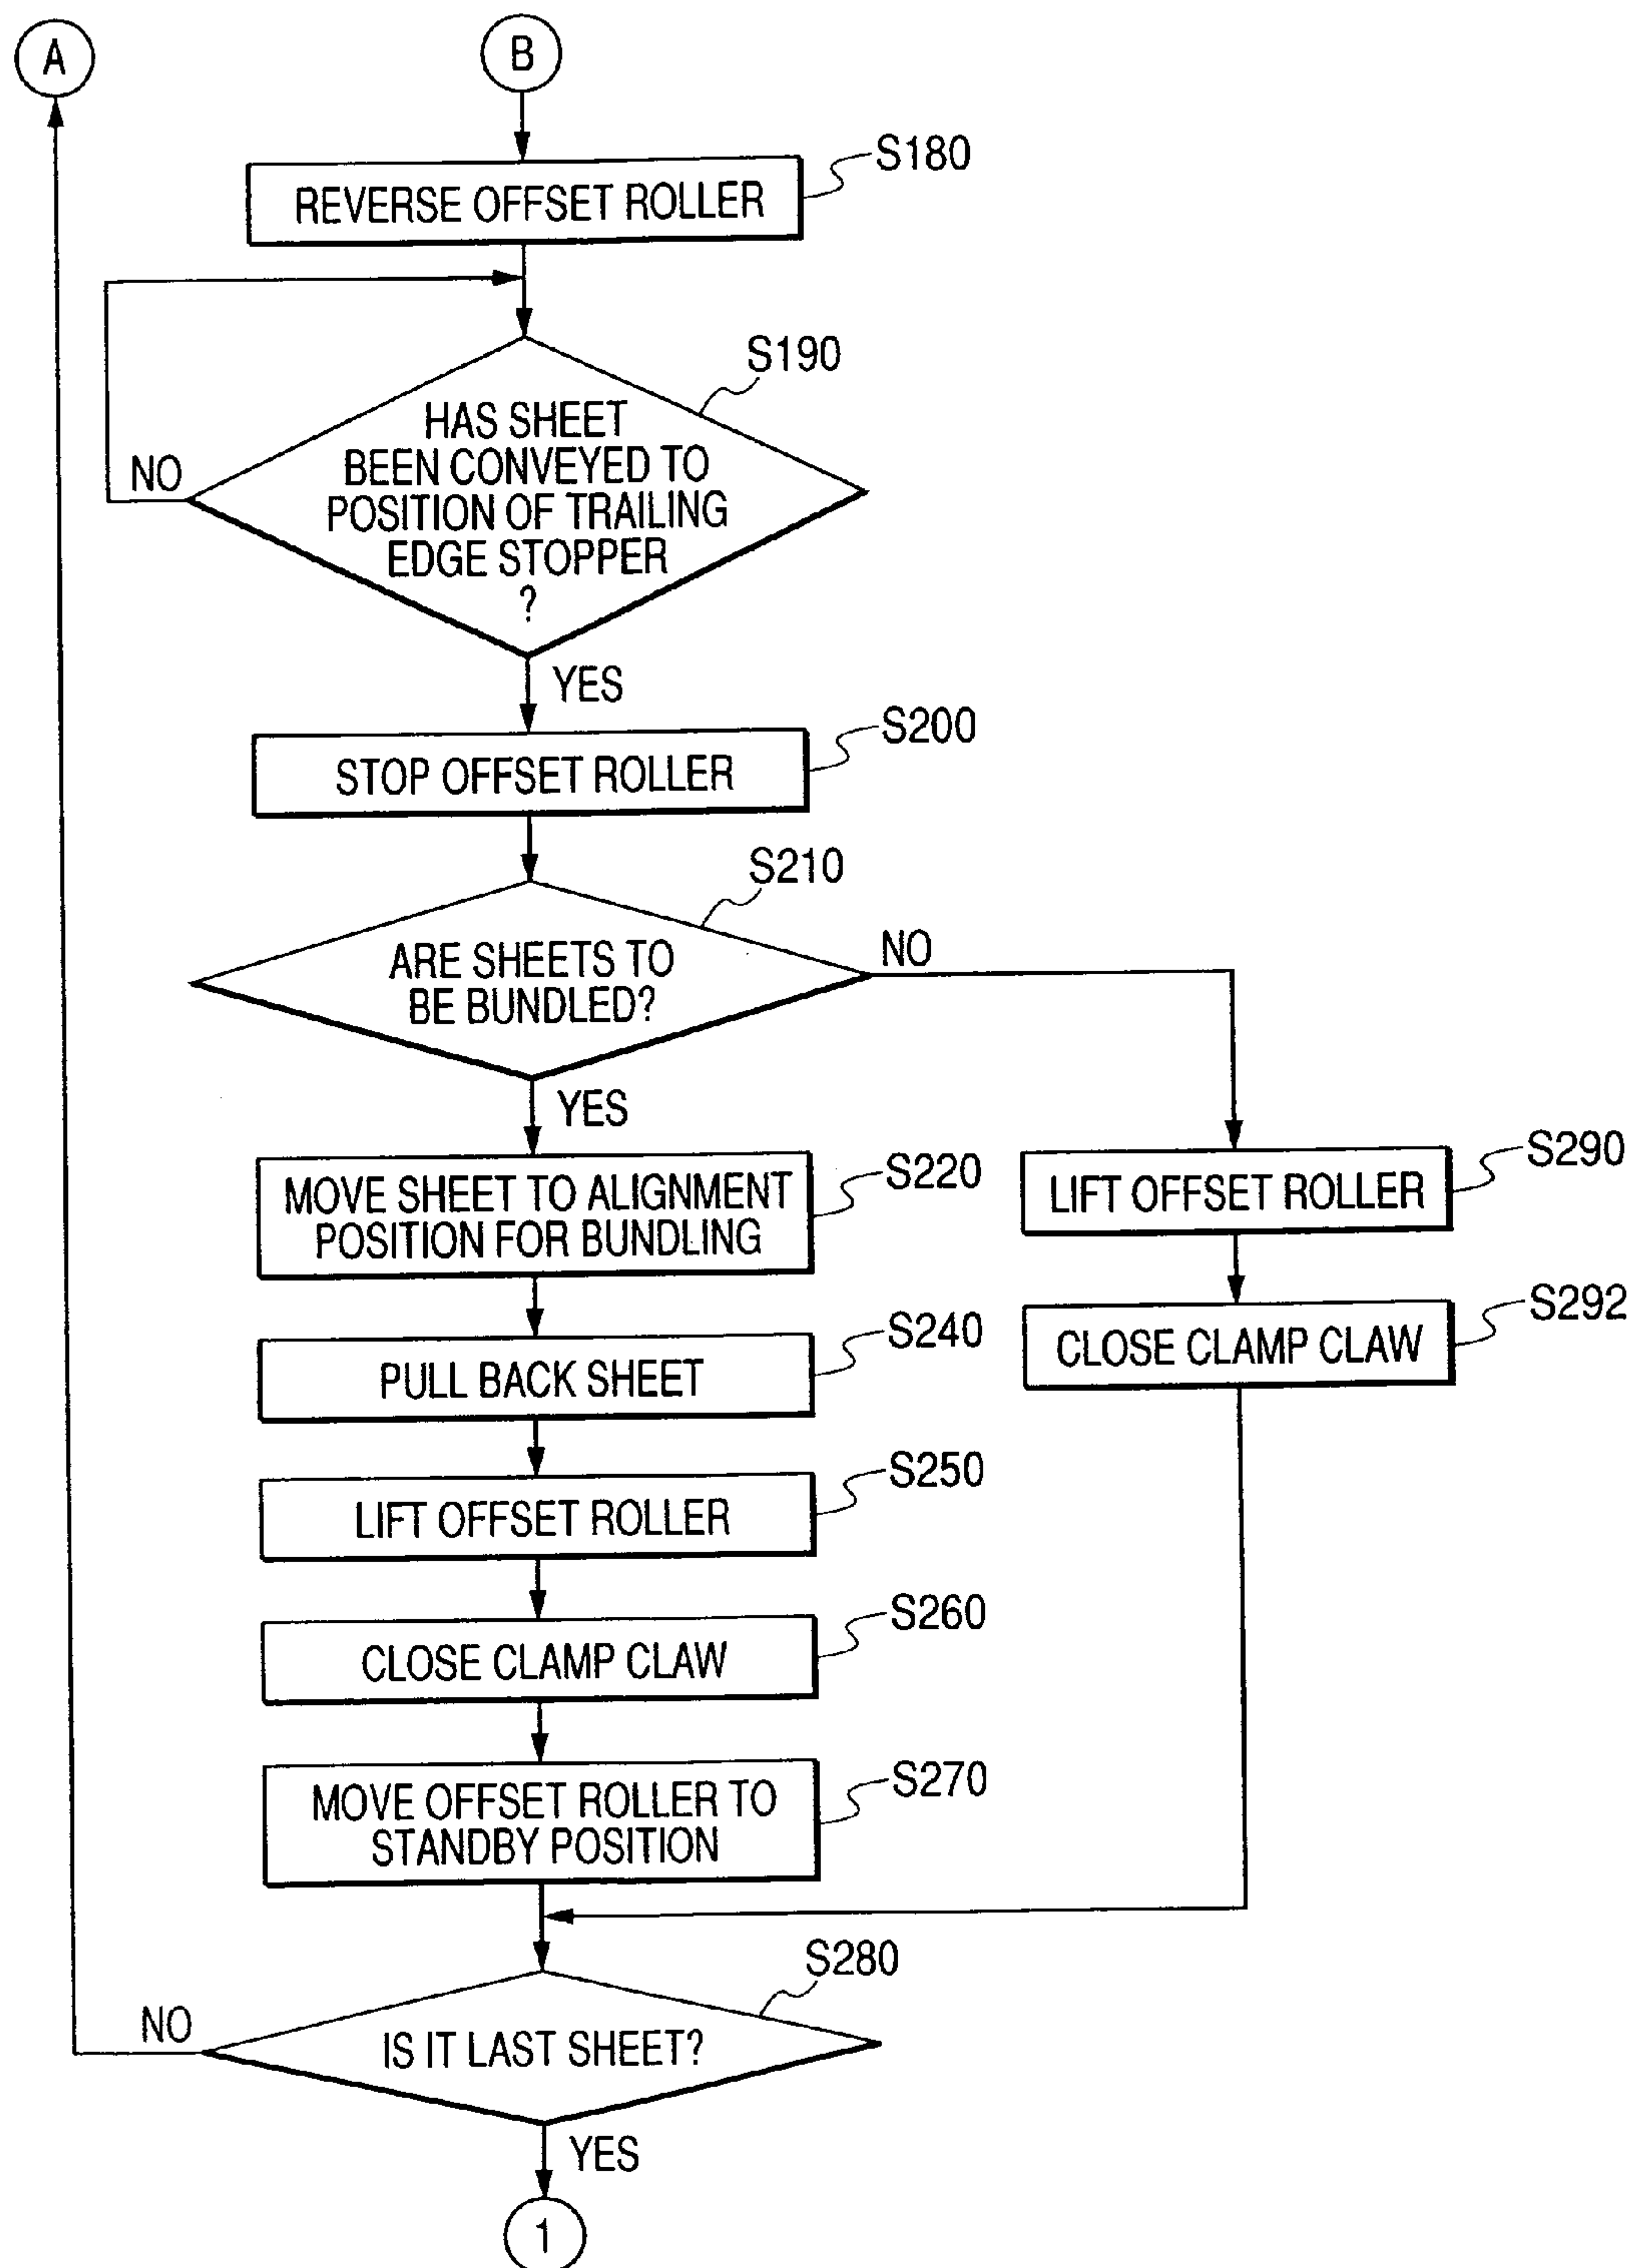 A
B
S180
REVERSE OFFSET ROLLER
S190
HAS SHEET
BEEN CONVEYED TO
POSITION OF TRAILING
EDGE STOPPER
?
NO
YES
S200
STOP OFFSET ROLLER
S210
ARE SHEETS TO
BE BUNDLED?
NO
YES
S220
MOVE SHEET TO ALIGNMENT
POSITION FOR BUNDLING
S290
LIFT OFFSET ROLLER
S240
PULL BACK SHEET
S292
CLOSE CLAMP CLAW
S250
LIFT OFFSET ROLLER
S260
CLOSE CLAMP CLAW
S270
MOVE OFFSET ROLLER TO
STANDBY POSITION
S280
IS IT LAST SHEET?
NO
YES
1